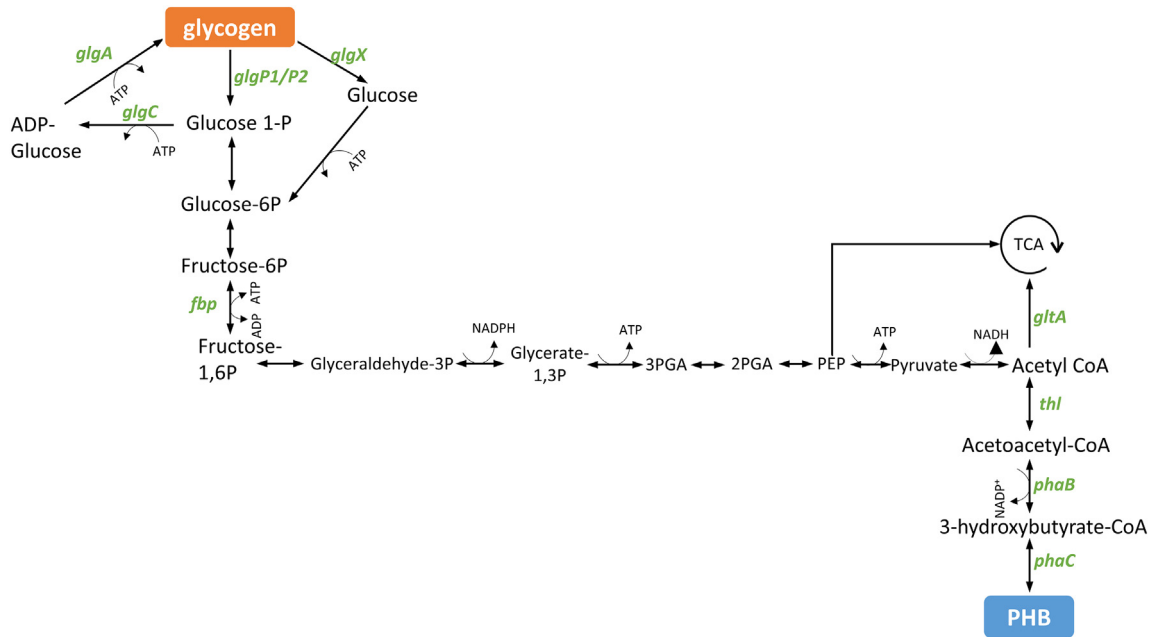 glycogen
glgA
glgX
glgP1/P2
ATP
Glucose
glgC
ADP-
Glucose
Glucose 1-P
ATP
ATP
Glucose-6P
Fructose-6P
fbp
ATP
ADP
Fructose-
1,6P
Glyceraldehyde-3P
NADPH
Glycerate-
1,3P
ATP
3PGA
2PGA
PEP
ATP
Pyruvate
NADH
Acetyl CoA
TCA
gltA
thl
Acetoacetyl-CoA
NADP⁺
phaB
3-hydroxybutyrate-CoA
phaC
PHB